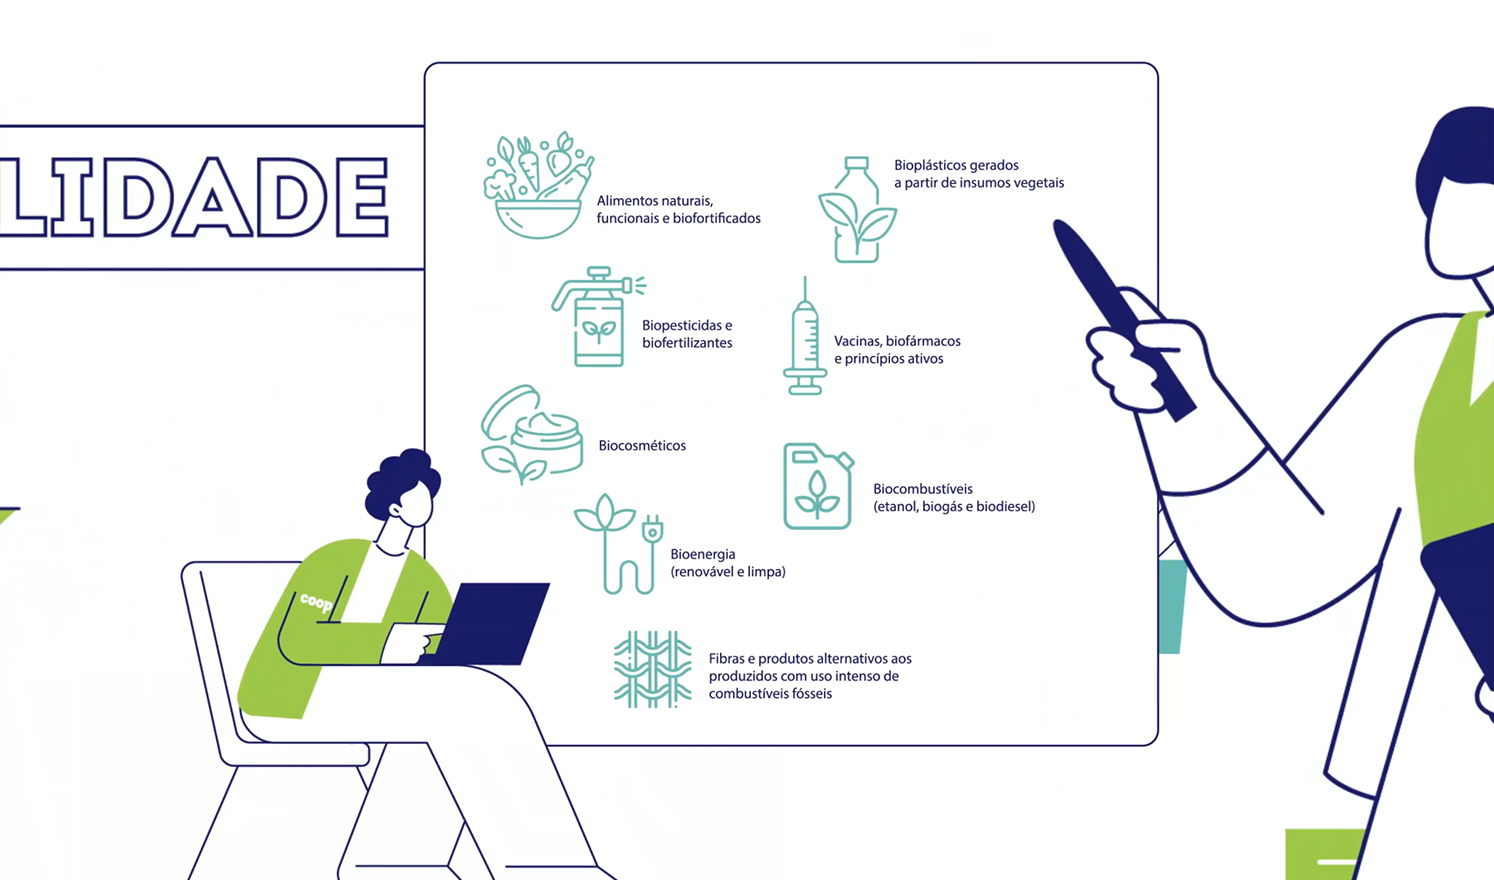 LIDADE
Alimentos naturais,
funcionais e biofortificados
Bioplásticos gerados
a partir de insumos vegetais
Biopesticidas e
biofertilizantes
Vacinas, biofármacos
e princípios ativos
Biocosméticos
Biocombustíveis
(etanol, biogás e biodiesel)
Bioenergia
(renovável e limpa)
Fibras e produtos alternativos aos
produzidos com uso intenso de
combustíveis fósseis
coop